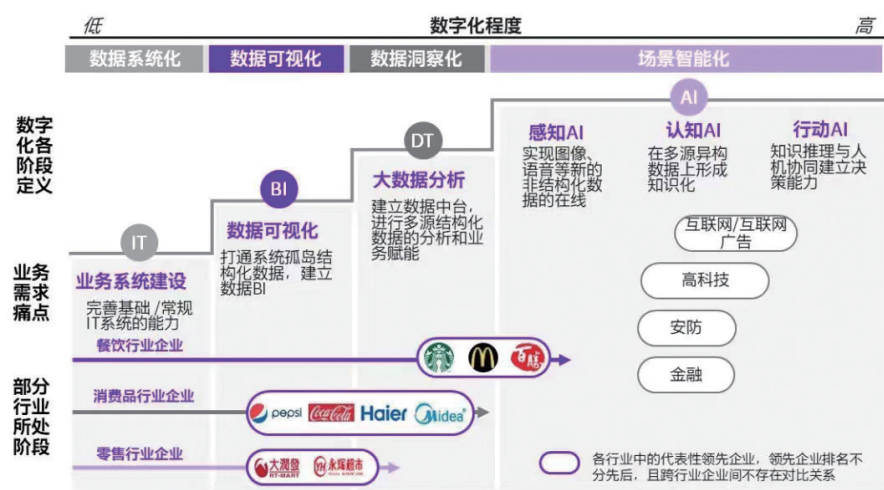 低
数字化程度
高
数据系统化
数据可视化
数据洞察化
场景智能化
数字
化各
阶段
定义
IT
BI
DT
AI
业务
需求
痛点
业务系统建设
完善基础 /常规
IT系统的能力
数据可视化
打通系统孤岛结
构化数据，建立
数据BI
大数据分析
建立数据中台，
进行多源结构化
数据的分析和业
务赋能
感知AI
实现图像、
语音等新的
非结构化数
据的在线
认知AI
在多源异构
数据上形成
知识化
行动AI
知识推理与人
机协同建立决
策能力
互联网/互联网
广告
高科技
安防
金融
部分
行业
所处
阶段
餐饮行业企业
百勝
消费品行业企业
pepsi
Coca-Cola
Haier
Midea
零售行业企业
大潤發
RT-MART
YH永辉超市
各行业中的代表性领先企业，领先企业排名不
分先后，且跨行业企业间不存在对比关系